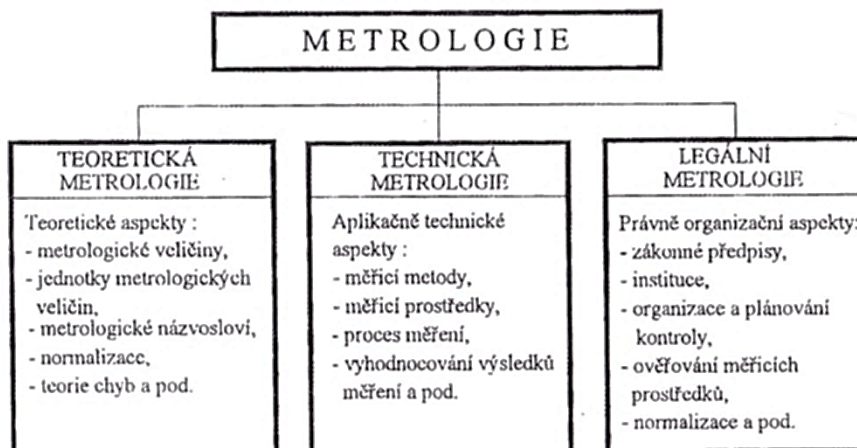 METROLOGIE
TEORETICKÁ
METROLOGIE
Teoretické aspekty :
- metrologické veličiny,
- jednotky metrologických
veličin,
- metrologické názvosloví,
- normalizace,
- teorie chyb a pod.
TECHNICKÁ
METROLOGIE
Aplikačně technické
aspekty :
- měřicí metody,
- měřicí prostředky,
- proces měření,
- vyhodnocování výsledků
měření a pod.
LEGÁLNÍ
METROLOGIE
Právně organizační aspekty:
- zákonné předpisy,
- instituce,
- organizace a plánování
kontroly,
- ověřování měřicích
prostředků,
- normalizace a pod.